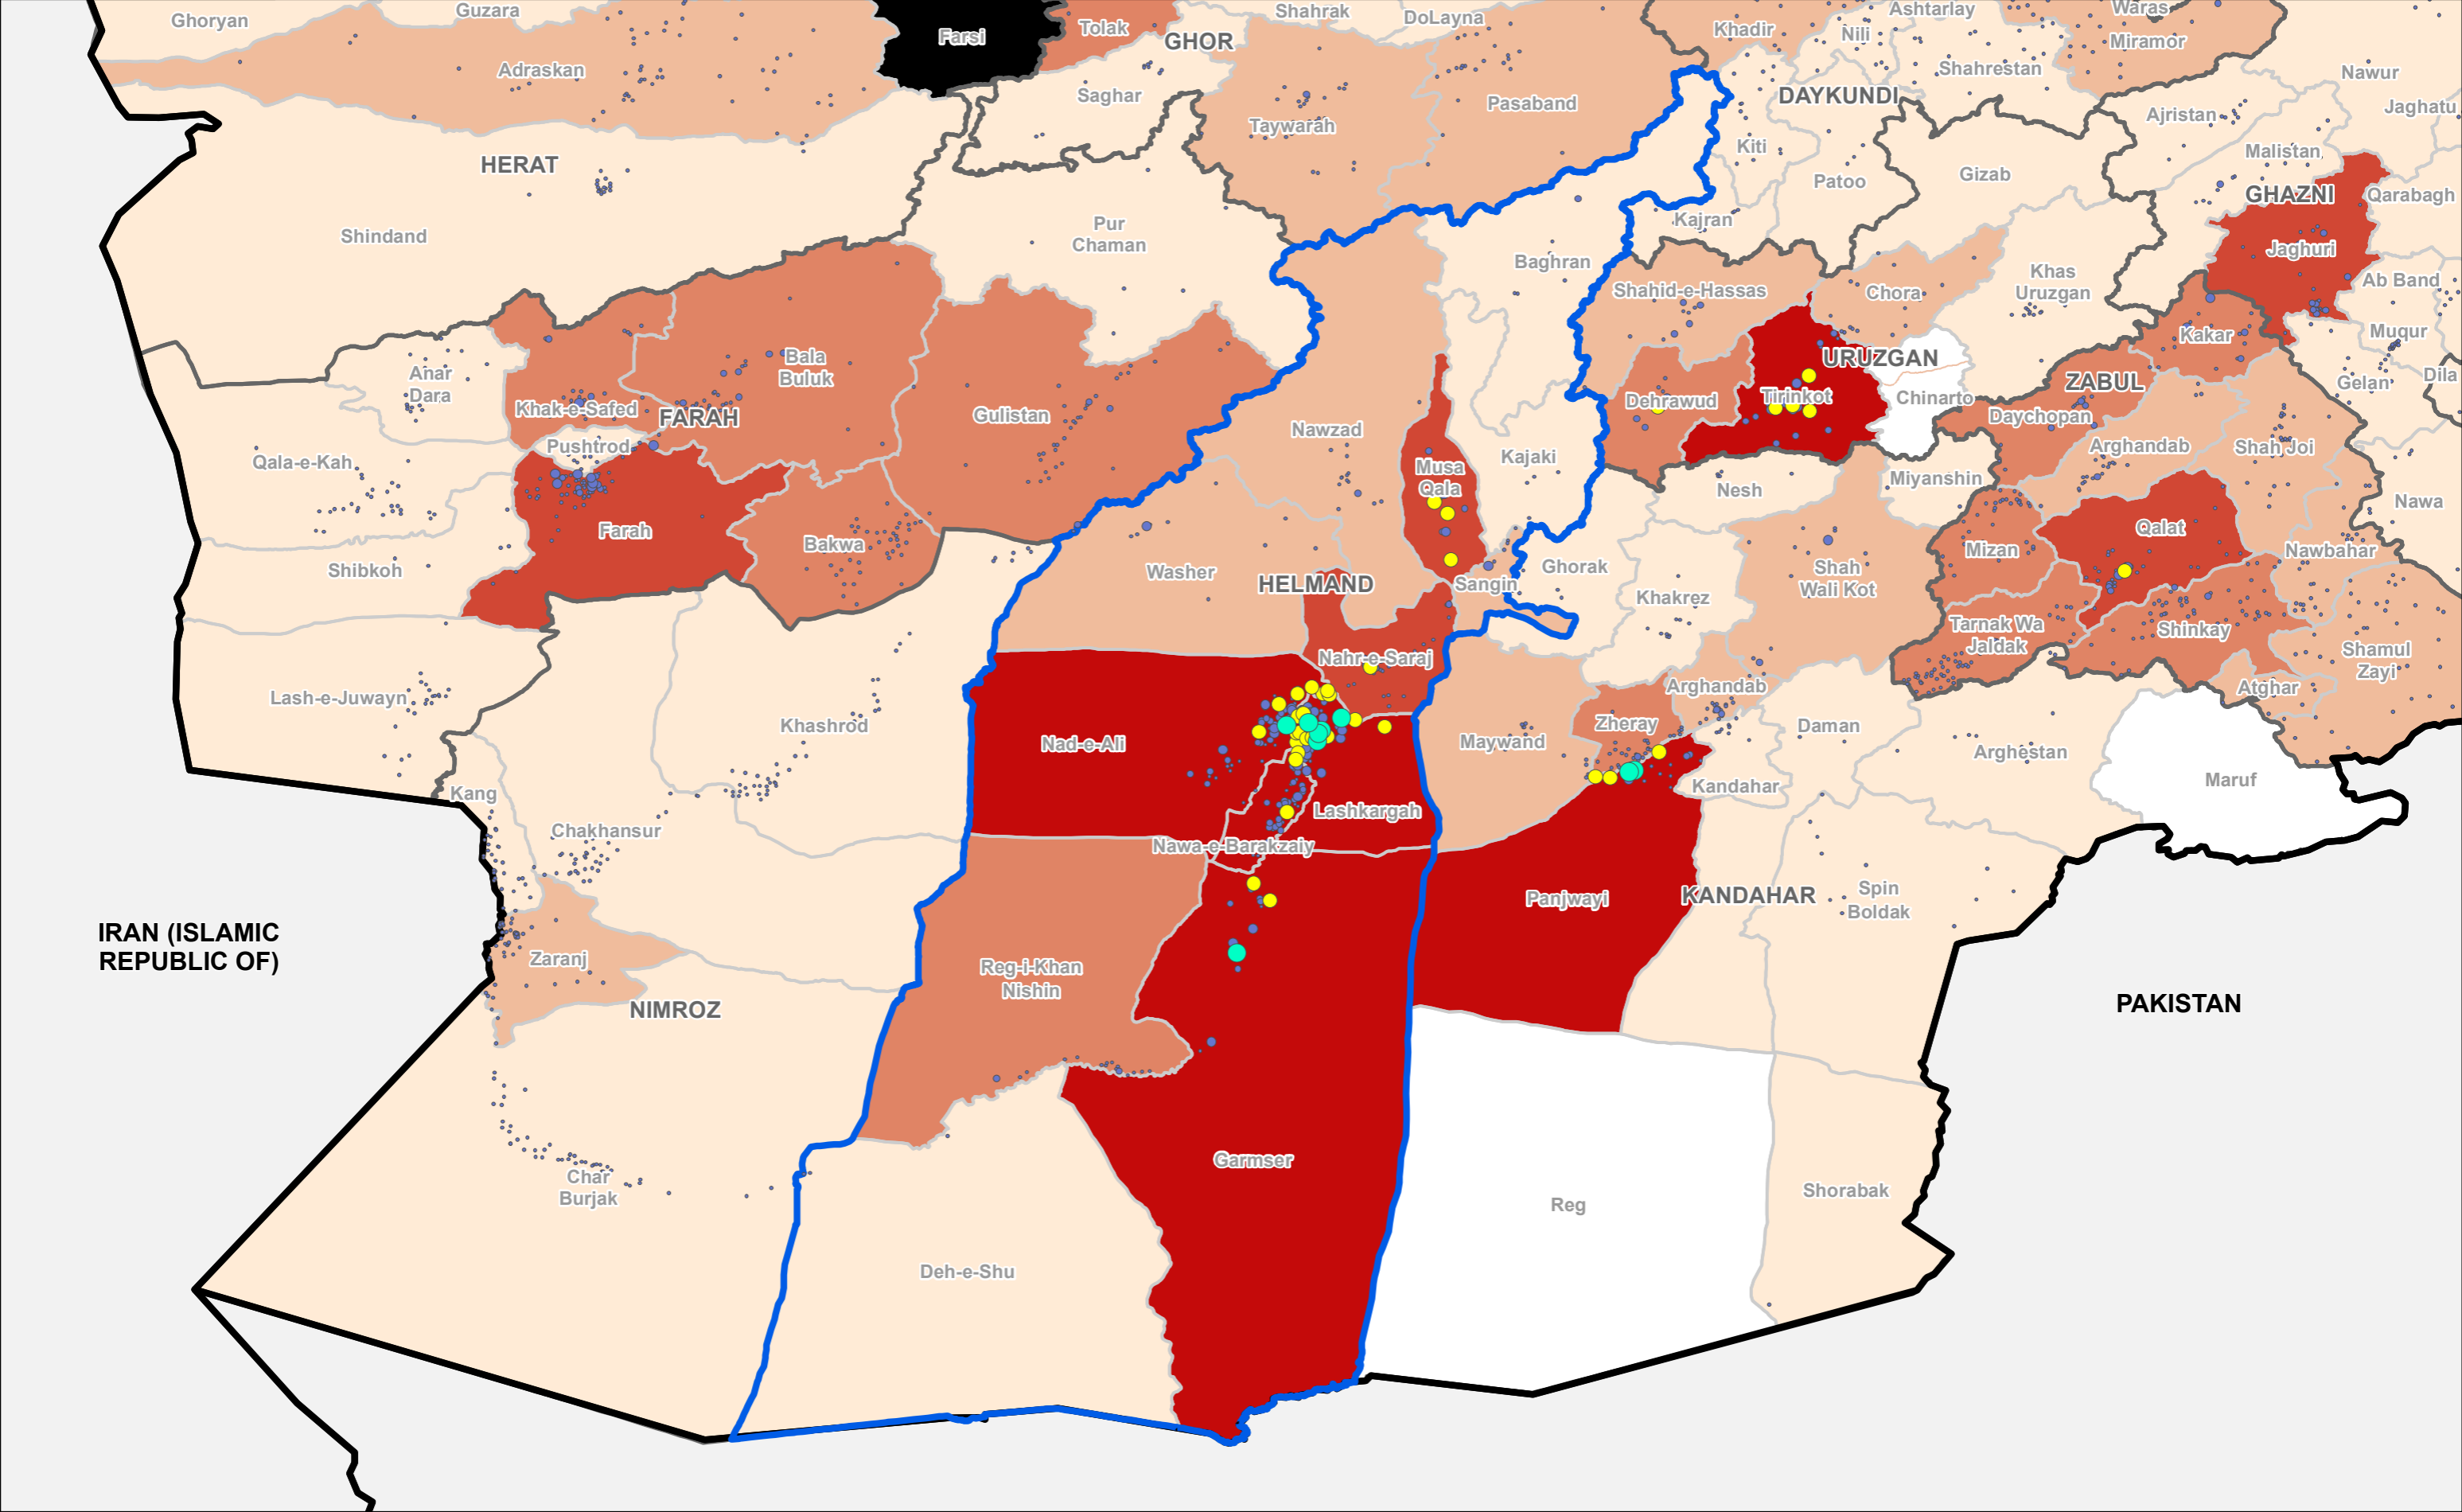 Ghoryan
Guzara
Farsi
Tolak
GHOR
Shahrak
DoLayna
Khadir
Nili
Ashtarlay
Waras
Miramor
Adraskan
Saghar
Taywarah
Pasaband
DAYKUNDI
Shahrestan
Nawur
Jaghatu
Ajristan
HERAT
Kiti
Patoo
Gizab
Malistan
GHAZNI
Qarabagh
Shindand
Pur
Chaman
Kajran
Baghran
Jaghuri
Shahid-e-Hassas
Chora
Khas
Uruzgan
Ab Band
Muqur
Kakar
URUZGAN
Anar
Dara
Bala
Buluk
Khak-e-Safed
FARAH
Gulistan
Nawzad
Dehrawud
Tirinkot
Chinarto
ZABUL
Gelan
Dila
Daychopan
Pushtrod
Qala-e-Kah
Musa
Qala
Kajaki
Arghandab
Shah Joi
Nesh
Miyanshin
Nawa
Farah
Bakwa
Qalat
Mizan
Nawbahar
Shibkoh
Washer
HELMAND
Sangin
Ghorak
Khakrez
Shah
Wali Kot
Tarnak Wa
Jaldak
Shinkay
Shamul
Zayi
Nahr-e-Saraj
Arghandab
Atghar
Lash-e-Juwayn
Khashrod
Nad-e-Ali
Maywand
Zheray
Daman
Arghestan
Maruf
Kandahar
Kang
Chakhansur
Lashkargah
Nawa-e-Barakzaiy
Panjwayi
KANDAHAR
Spin
Boldak
IRAN (ISLAMIC
REPUBLIC OF)
Zaranj
Reg-i-Khan
Nishin
NIMROZ
PAKISTAN
Char
Burjak
Garmser
Reg
Shorabak
Deh-e-Shu